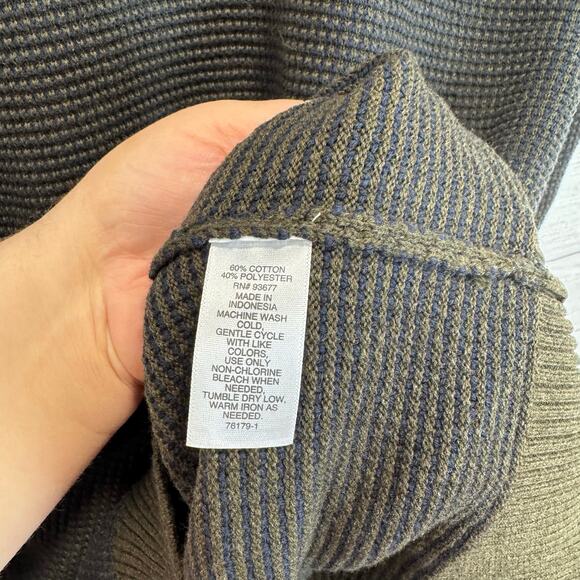 60% COTTON
40% POLYESTER
RN# 93677
MADE IN
INDONESIA
MACHINE WASH
COLD,
GENTLE CYCLE
WITH LIKE
COLORS,
USE ONLY
NON-CHLORINE
BLEACH WHEN
NEEDED,
TUMBLE DRY LOW,
WARM IRON AS
NEEDED.
76179-1